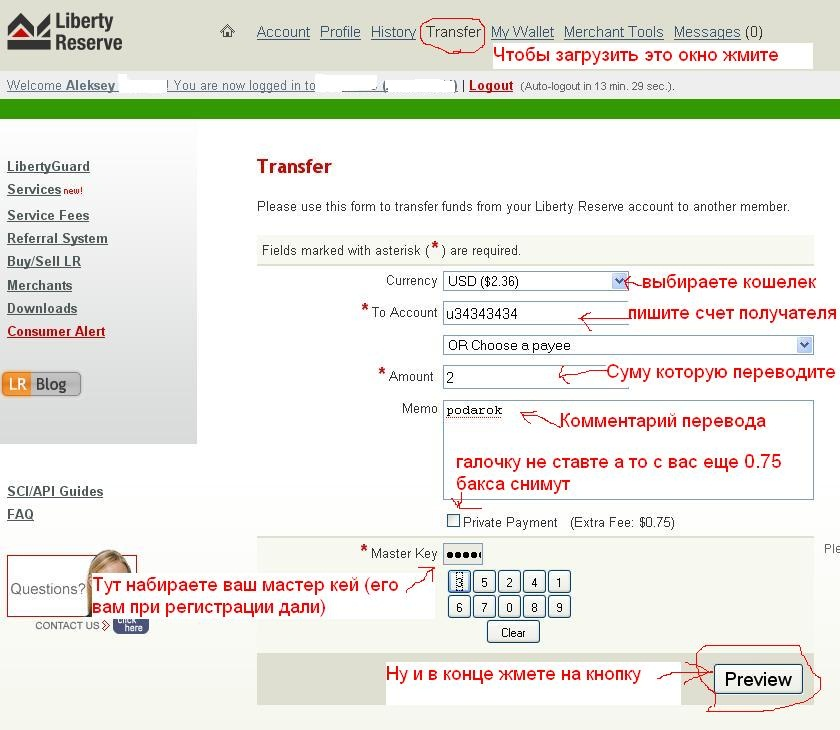 Liberty
Reserve
Account Profile History Transfer My Wallet Merchant Tools Messages (0)
Чтобы загрузить это окно жмите
Welcome Aleksey ! You are now logged in to | Logout (Auto-logout in 13 min. 29 sec.).
LibertyGuard
Services new!
Service Fees
Referral System
Buy/Sell LR
Merchants
Downloads
Consumer Alert
LR Blog
SCI/API Guides
FAQ
Questions?
CONTACT US
click
here
Transfer
Please use this form to transfer funds from your Liberty Reserve account to another member.
Fields marked with asterisk (*) are required.
Currency USD ($2.36) выбираете кошелек
* To Account u34343434 пишите счет получателя
OR Choose a payee
* Amount 2 Суму которую переводите
Memo podarok Комментарий перевода
галочку не ставте а то с вас еще 0.75
бакса снимут
Private Payment (Extra Fee: $0.75)
* Master Key
Тут набираете ваш мастер кей (его
вам при регистрации дали)
3 5 2 4 1
6 7 0 8 9
Clear
Ну и в конце жмете на кнопку Preview